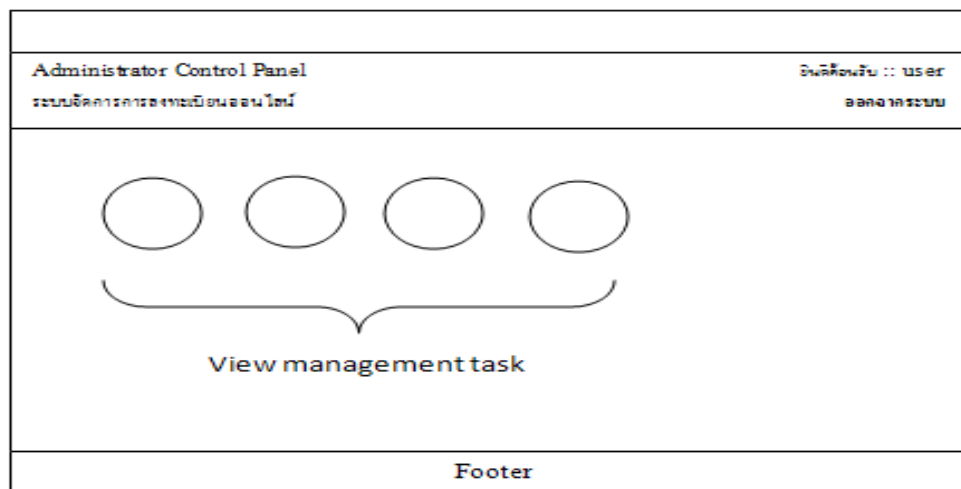 Administrator Control Panel
ยินดีต้อนรับ :: user
ระบบจัดการการลงทะเบียนออนไลน์
ออกจากระบบ
View management task
Footer